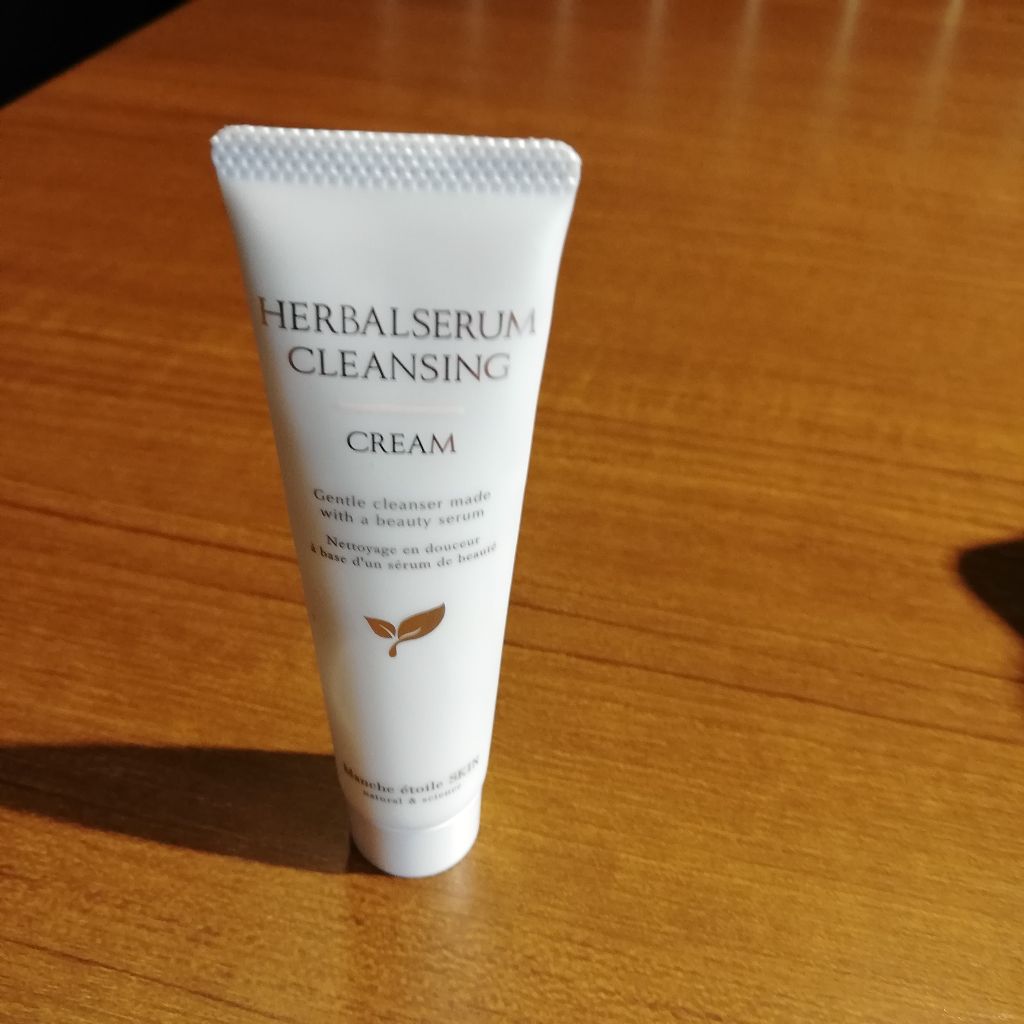 HERBALSERUM
CLEANSING
CREAM
Gentle cleanser made
with a beauty serum
Nettoyage en douceur
à base d'un sérum de beauté
blanche étoile SKIN
natural & science